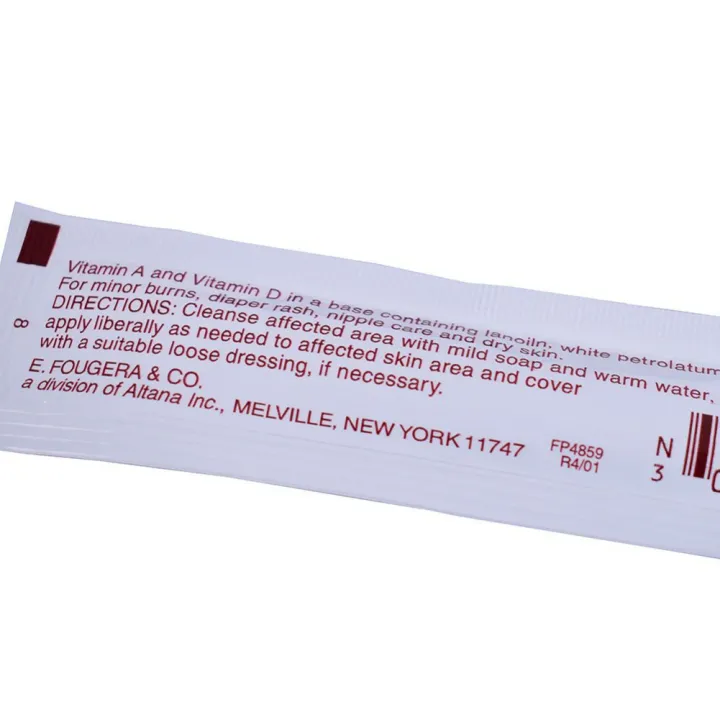 Vitamin A and Vitamin D in a base containing lanolin, white petrolatum
For minor burns, diaper rash, nipple care and dry skin.
DIRECTIONS: Cleanse affected area with mild soap and warm water,
apply liberally as needed to affected skin area and cover
with a suitable loose dressing, if necessary.
E. FOUGERA & CO.
a division of Altana Inc., MELVILLE, NEW YORK 11747
FP4859
R4/01
8
N
3